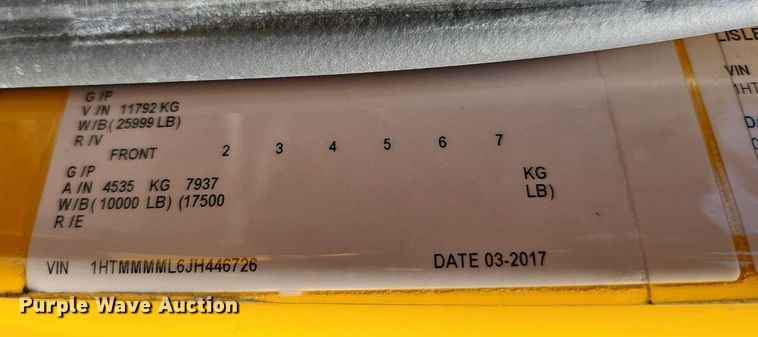 G/P
V/N 11792 KG
W/B (25999 LB)
R/V
FRONT 2 3 4 5 6 7
G/P
A/N 4535 KG 7937 KG
W/B( 10000 LB) (17500 LB)
R/E
VIN 1HTMMMML6JH446726 DATE 03-2017
LISLE
VIN
1HT
Purple Wave Auction